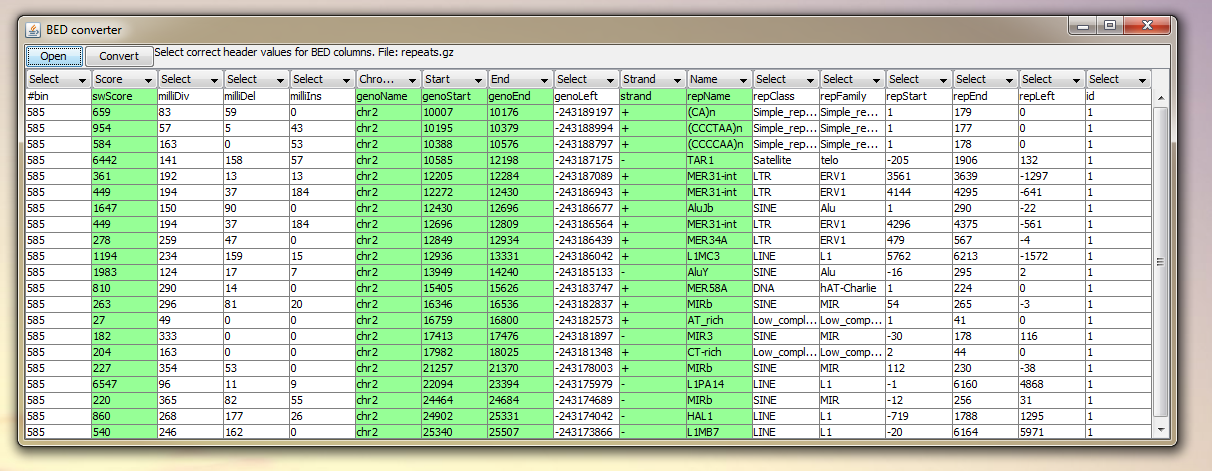 BED converter
Open Convert Select correct header values for BED columns. File: repeats.gz
Select Score Select Select Select Chro... Start End Select Strand Name Select Select Select Select Select Select
#bin swScore milliDiv milliDel milliIns genoName genoStart genoEnd genoLeft strand repName repClass repFamily repStart repEnd repLeft id
585 659 83 59 0 chr2 10007 10176 -243189197 + (CA)n Simple_rep... Simple_re... 1 179 0 1
585 954 57 5 43 chr2 10195 10379 -243188994 + (CCCTAA)n Simple_rep... Simple_re... 1 177 0 1
585 584 163 0 53 chr2 10388 10576 -243188797 + (CCCCAA)n Simple_rep... Simple_re... 1 178 0 1
585 6442 141 158 57 chr2 10585 12198 -243187175 - TAR1 Satellite telo -205 1906 132 1
585 361 192 13 13 chr2 12205 12284 -243187089 + MER31-int LTR ERV1 3561 3639 -1297 1
585 449 194 37 184 chr2 12272 12430 -243186943 + MER31-int LTR ERV1 4144 4295 -641 1
585 1647 150 90 0 chr2 12430 12696 -243186677 + AluJb SINE Alu 1 290 -22 1
585 449 194 37 184 chr2 12696 12809 -243186564 + MER31-int LTR ERV1 4296 4375 -561 1
585 278 259 47 0 chr2 12849 12934 -243186439 + MER34A LTR ERV1 479 567 -4 1
585 1194 234 159 15 chr2 12936 13331 -243186042 + L1MC3 LINE L1 5762 6213 -1572 1
585 1983 124 17 7 chr2 13949 14240 -243185133 - AluY SINE Alu -16 295 2 1
585 810 290 14 0 chr2 15405 15626 -243183747 + MER58A DNA hAT-Charlie 1 224 0 1
585 263 296 81 20 chr2 16346 16536 -243182837 + MIRb SINE MIR 54 265 -3 1
585 27 49 0 0 chr2 16759 16800 -243182573 + AT_rich Low_compl... Low_comp... 1 41 0 1
585 182 333 0 0 chr2 17413 17476 -243181897 - MIR3 SINE MIR -30 178 116 1
585 204 163 0 0 chr2 17982 18025 -243181348 + CT-rich Low_compl... Low_comp... 2 44 0 1
585 227 354 53 0 chr2 21257 21370 -243178003 + MIRb SINE MIR 112 230 -38 1
585 6547 96 11 9 chr2 22094 23394 -243175979 - L1PA14 LINE L1 -1 6160 4868 1
585 220 365 82 55 chr2 24464 24684 -243174689 - MIRb SINE MIR -12 256 31 1
585 860 268 177 26 chr2 24902 25331 -243174042 - HAL1 LINE L1 -719 1788 1295 1
585 540 246 162 0 chr2 25340 25507 -243173866 - L1MB7 LINE L1 -20 6164 5971 1